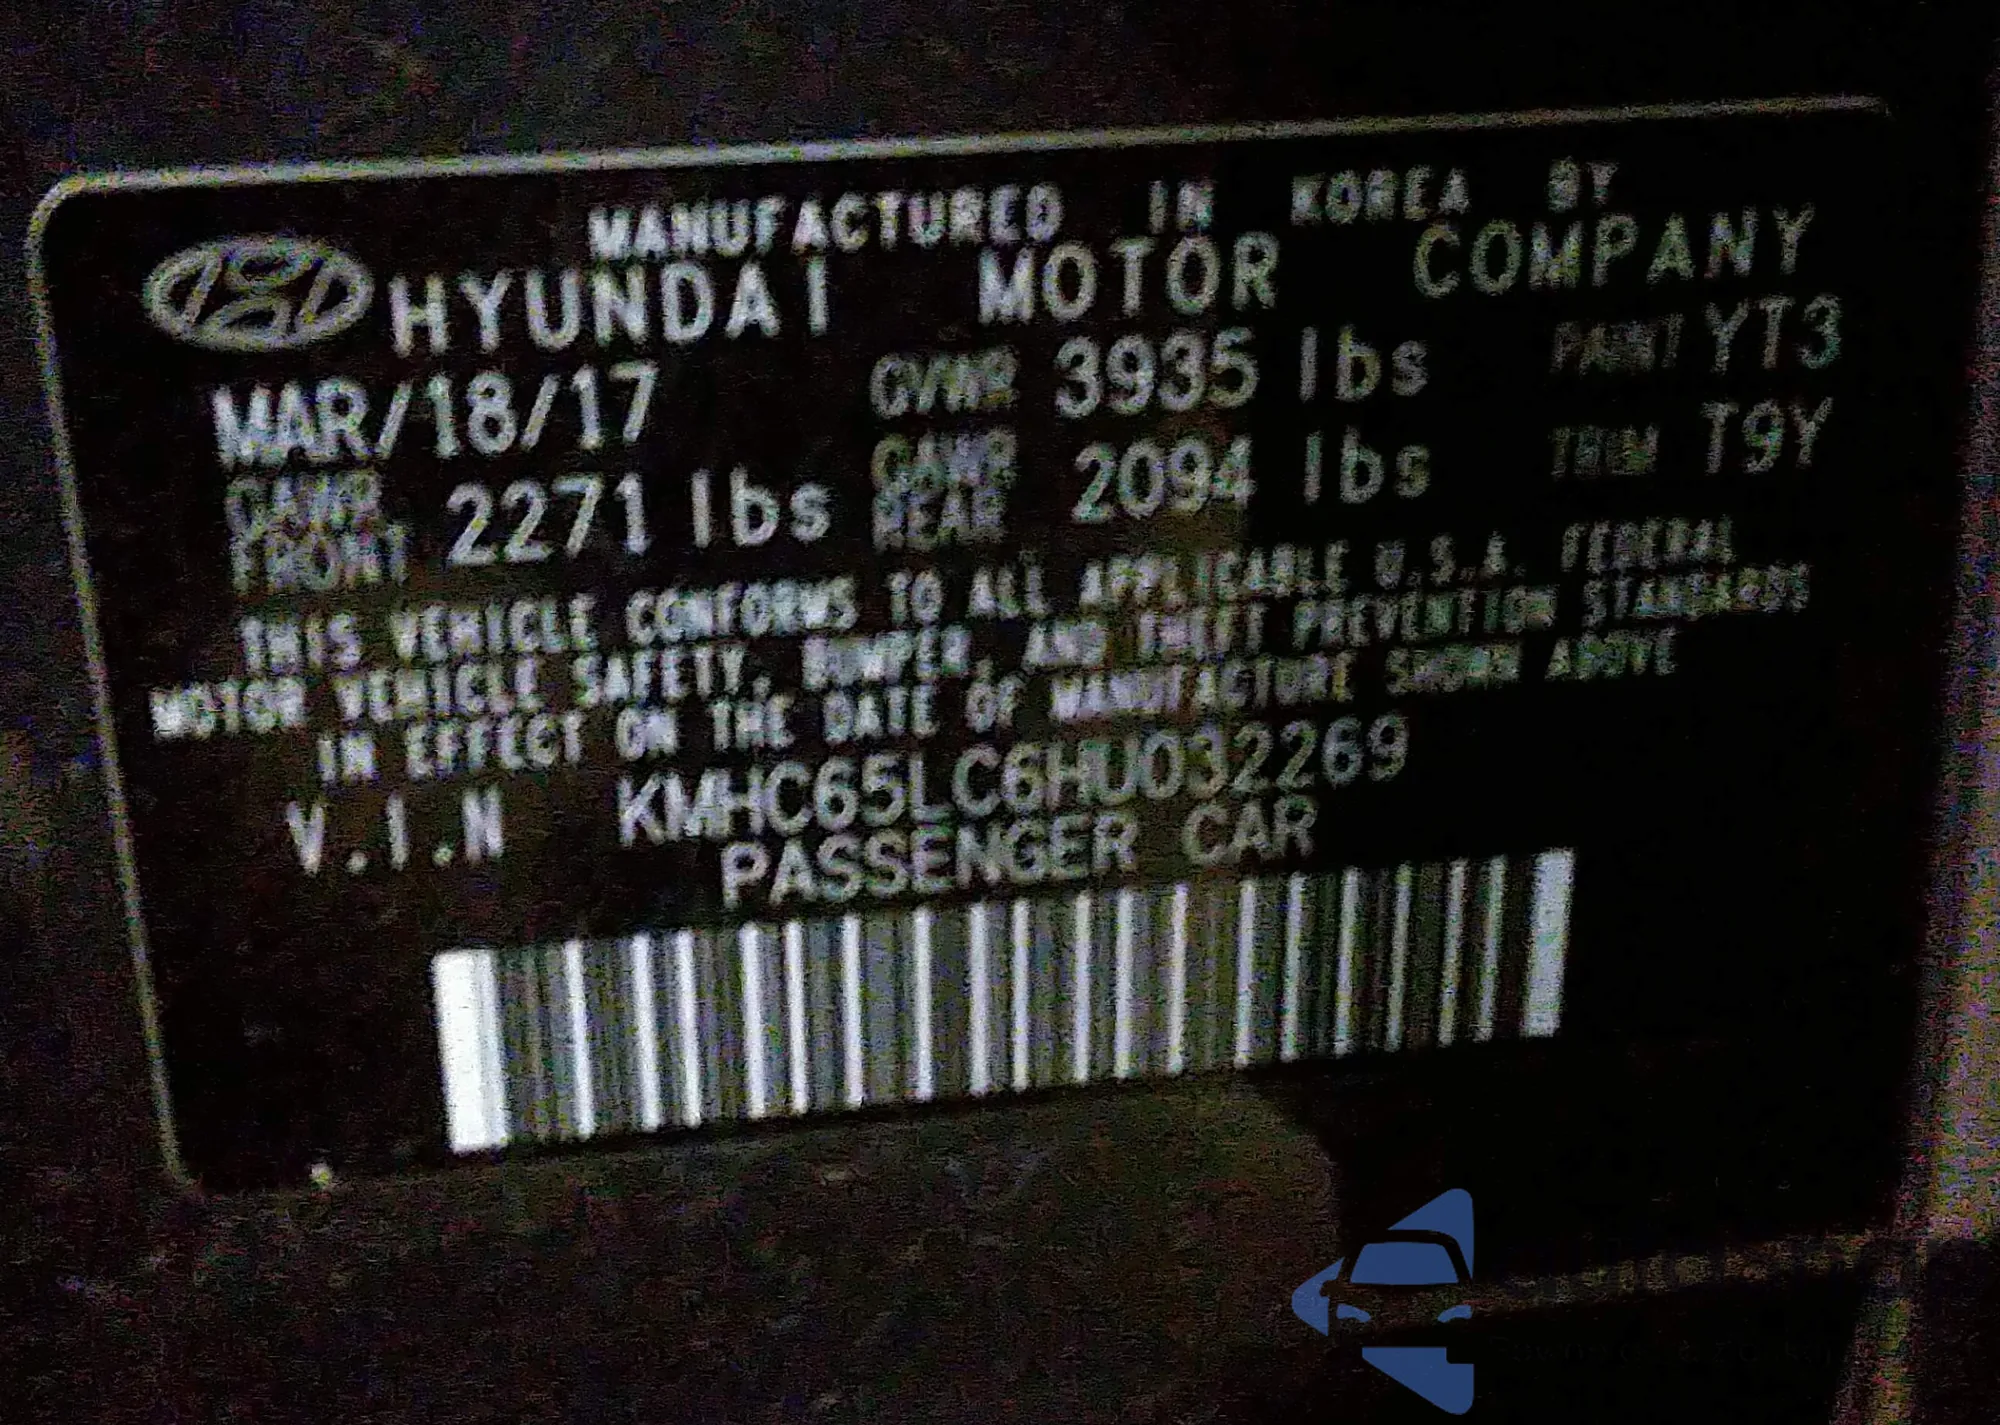 MANUFACTURED IN KOREA BY
HYUNDAI MOTOR COMPANY
MAR/18/17 GVWR 3935 lbs PAINT YT3
GAWR FRONT 2271 lbs GAWR REAR 2094 lbs TRIM T9Y
THIS VEHICLE CONFORMS TO ALL APPLICABLE U.S.A. FEDERAL
MOTOR VEHICLE SAFETY, BUMPER, AND THEFT PREVENTION STANDARDS
IN EFFECT ON THE DATE OF MANUFACTURE SHOWN ABOVE
V.I.N KMHC65LC6HU032269
PASSENGER CAR